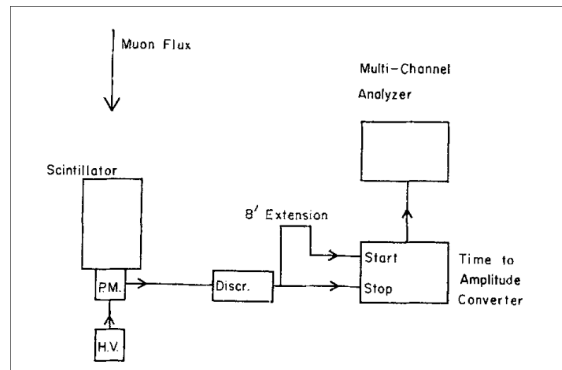 Muon Flux
Multi-Channel
Analyzer
Scintillator
8' Extension
Start
Time to
P.M.
Discr.
Amplitude
Stop
Converter
H.V.